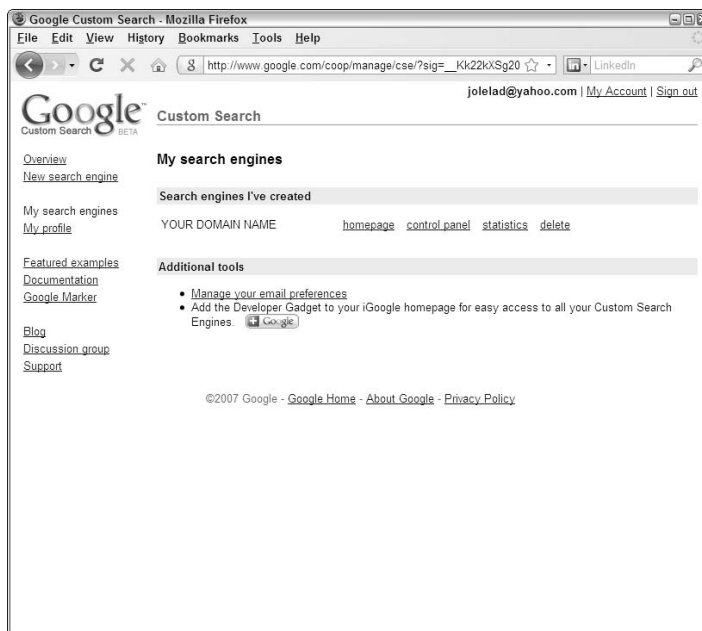 Google Custom Search - Mozilla Firefox
File Edit View History Bookmarks Tools Help
http://www.google.com/coop/manage/cse/?sig=__Kk22kXSg20
LinkedIn
jolelad@yahoo.com | My Account | Sign out
Google™
Custom Search BETA
Custom Search
Overview
New search engine
My search engines
My profile
Featured examples
Documentation
Google Marker
Blog
Discussion group
Support
My search engines
Search engines I've created
YOUR DOMAIN NAME homepage control panel statistics delete
Additional tools
• Manage your email preferences
• Add the Developer Gadget to your iGoogle homepage for easy access to all your Custom Search
Engines. Google
©2007 Google - Google Home - About Google - Privacy Policy